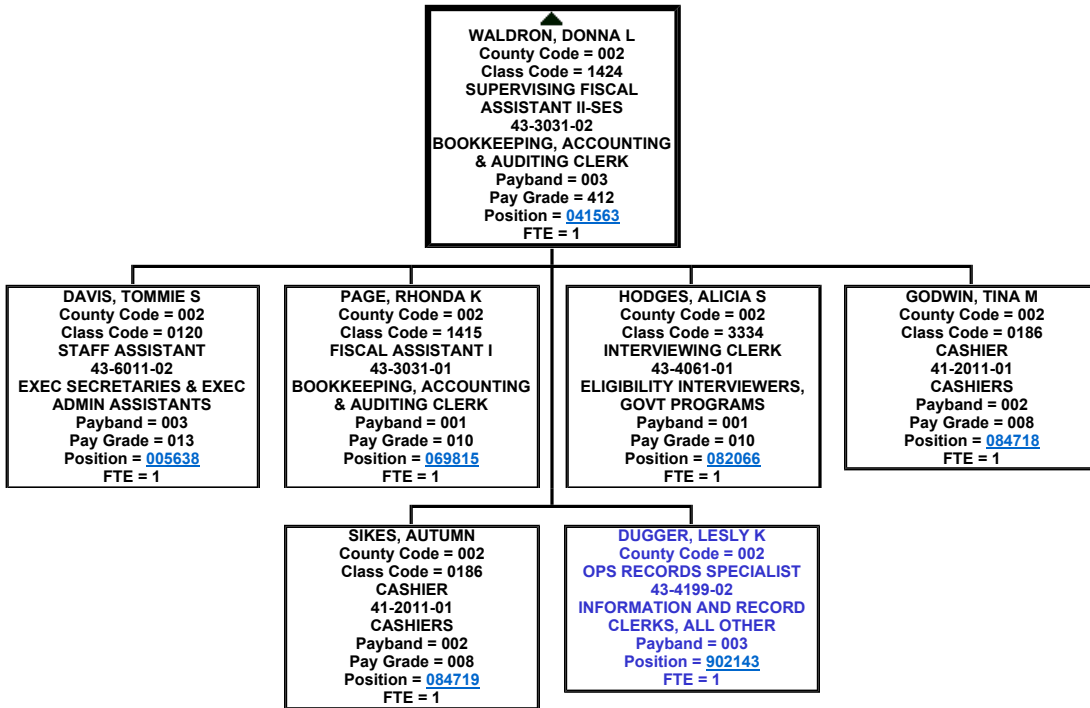 WALDRON, DONNA L
County Code = 002
Class Code = 1424
SUPERVISING FISCAL
ASSISTANT II-SES
43-3031-02
BOOKKEEPING, ACCOUNTING
& AUDITING CLERK
Payband = 003
Pay Grade = 412
Position = 041563
FTE = 1
DAVIS, TOMMIE S
County Code = 002
Class Code = 0120
STAFF ASSISTANT
43-6011-02
EXEC SECRETARIES & EXEC
ADMIN ASSISTANTS
Payband = 003
Pay Grade = 013
Position = 005638
FTE = 1
PAGE, RHONDA K
County Code = 002
Class Code = 1415
FISCAL ASSISTANT I
43-3031-01
BOOKKEEPING, ACCOUNTING
& AUDITING CLERK
Payband = 001
Pay Grade = 010
Position = 069815
FTE = 1
HODGES, ALICIA S
County Code = 002
Class Code = 3334
INTERVIEWING CLERK
43-4061-01
ELIGIBILITY INTERVIEWERS,
GOVT PROGRAMS
Payband = 001
Pay Grade = 010
Position = 082066
FTE = 1
GODWIN, TINA M
County Code = 002
Class Code = 0186
CASHIER
41-2011-01
CASHIERS
Payband = 002
Pay Grade = 008
Position = 084718
FTE = 1
SIKES, AUTUMN
County Code = 002
Class Code = 0186
CASHIER
41-2011-01
CASHIERS
Payband = 002
Pay Grade = 008
Position = 084719
FTE = 1
DUGGER, LESLY K
County Code = 002
OPS RECORDS SPECIALIST
43-4199-02
INFORMATION AND RECORD
CLERKS, ALL OTHER
Payband = 003
Position = 902143
FTE = 1